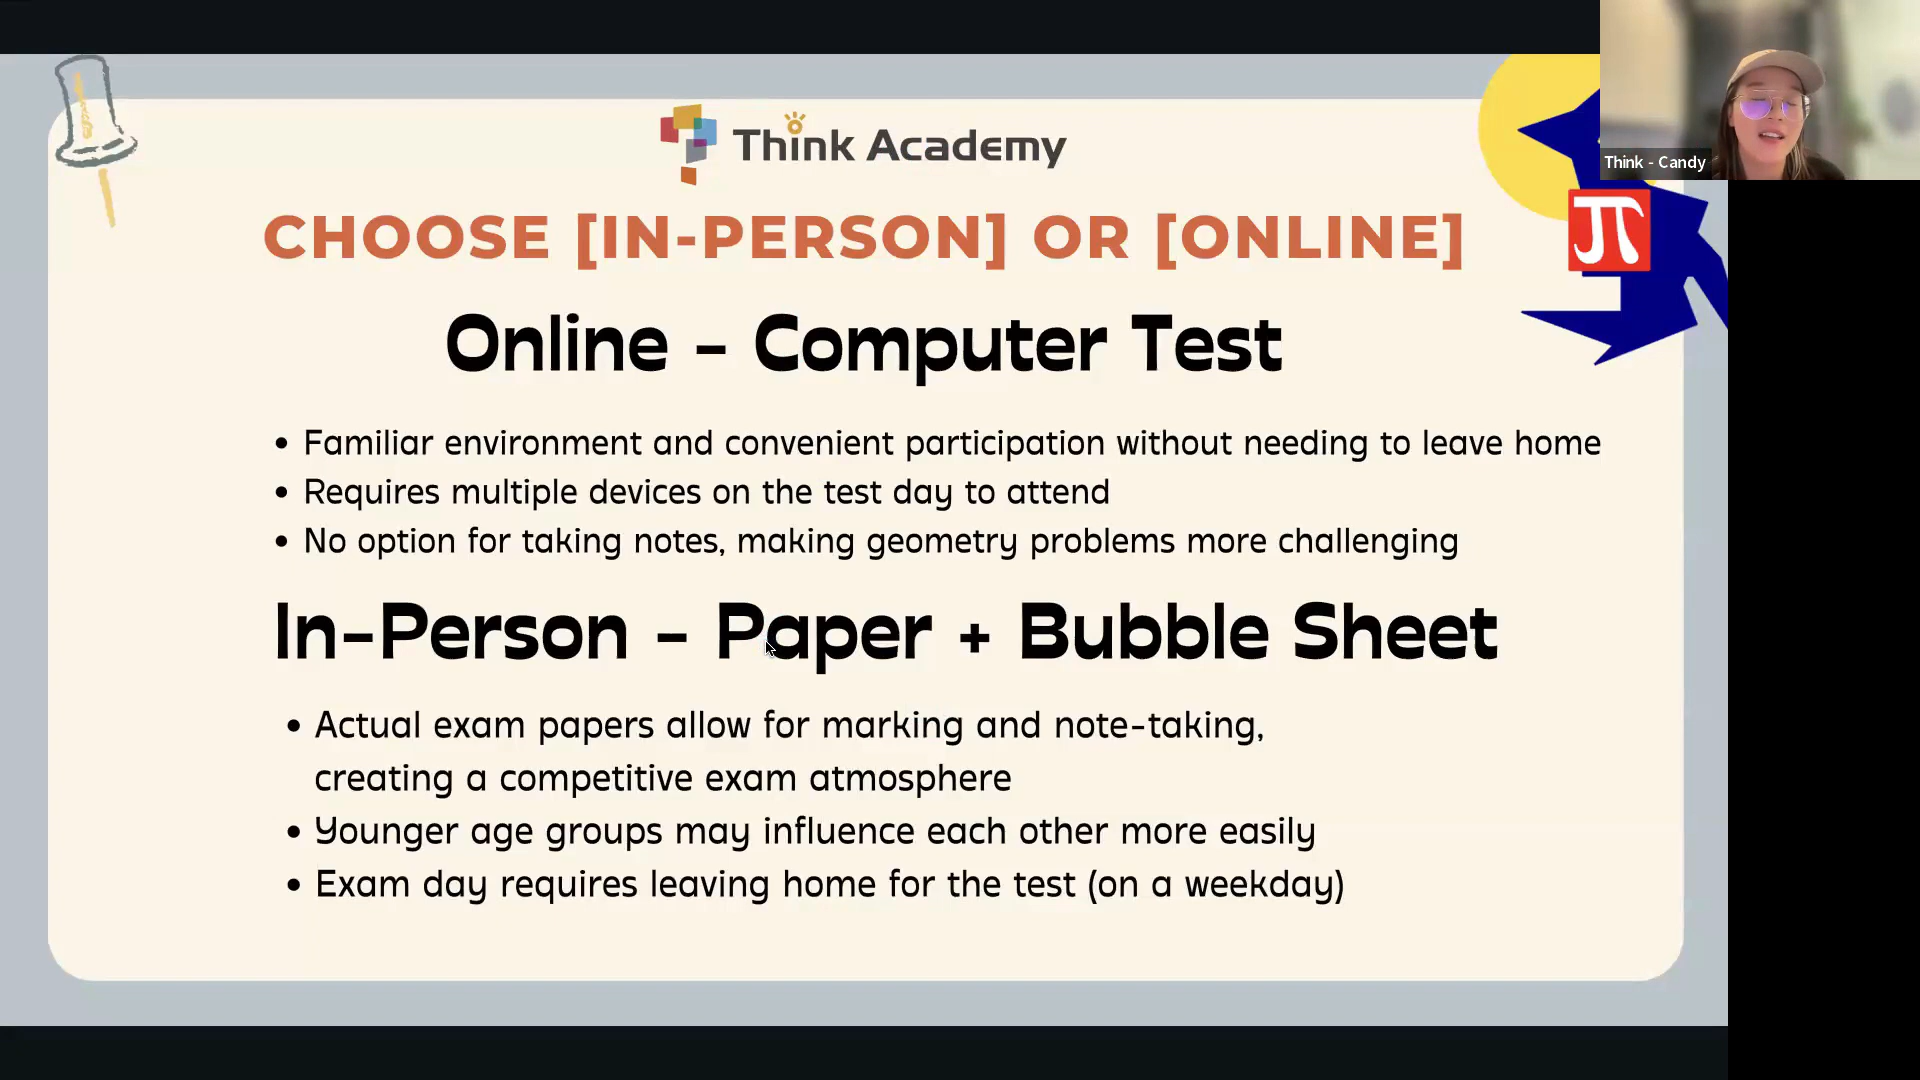 Think Academy
CHOOSE [IN-PERSON] OR [ONLINE]
Online - Computer Test
• Familiar environment and convenient participation without needing to leave home
• Requires multiple devices on the test day to attend
• No option for taking notes, making geometry problems more challenging
In-Person - Paper + Bubble Sheet
• Actual exam papers allow for marking and note-taking,
creating a competitive exam atmosphere
• Younger age groups may influence each other more easily
• Exam day requires leaving home for the test (on a weekday)
Think - Candy
π